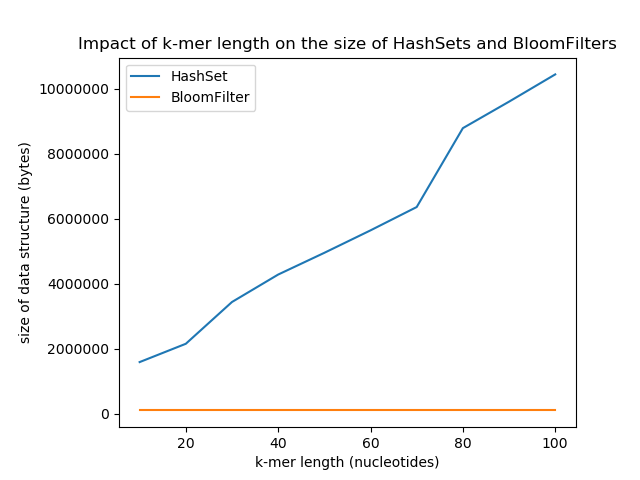 Impact of k-mer length on the size of HashSets and BloomFilters
HashSet
BloomFilter
size of data structure (bytes)
10000000
8000000
6000000
4000000
2000000
0
20 40 60 80 100
k-mer length (nucleotides)